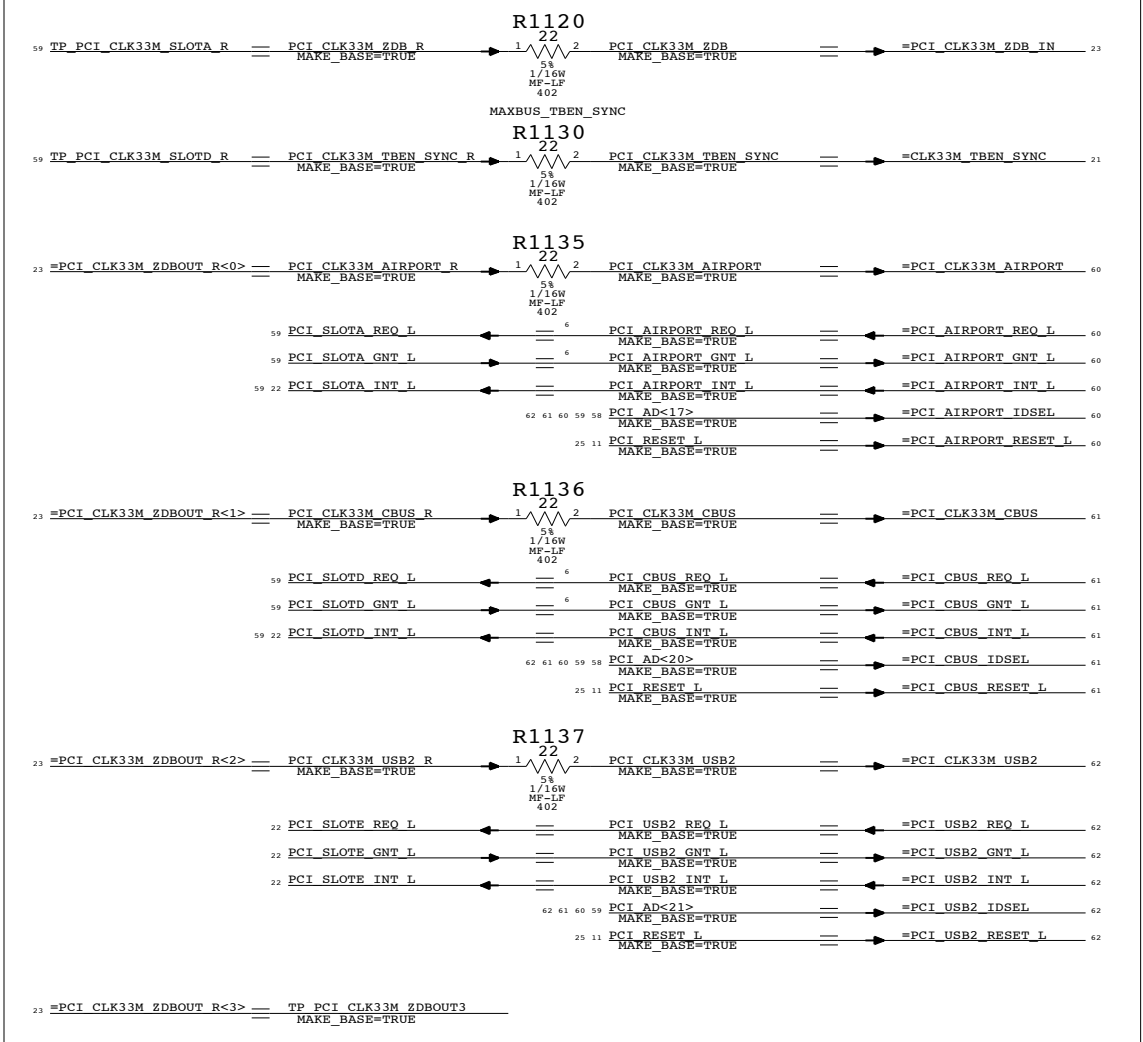 R1120
22
59 TP_PCI_CLK33M_SLOTA_R PCI_CLK33M_ZDB_R 1 2 PCI_CLK33M_ZDB =PCI_CLK33M_ZDB_IN 23
MAKE_BASE=TRUE MAKE_BASE=TRUE
5%
1/16W
MF-LF
402
MAXBUS_TBEN_SYNC
R1130
22
59 TP_PCI_CLK33M_SLOTD_R PCI_CLK33M_TBEN_SYNC_R 1 2 PCI_CLK33M_TBEN_SYNC =CLK33M_TBEN_SYNC 21
MAKE_BASE=TRUE MAKE_BASE=TRUE
5%
1/16W
MF-LF
402
R1135
22
23 =PCI_CLK33M_ZDBOUT_R<0> PCI_CLK33M_AIRPORT_R 1 2 PCI_CLK33M_AIRPORT =PCI_CLK33M_AIRPORT 60
MAKE_BASE=TRUE MAKE_BASE=TRUE
5%
1/16W
MF-LF
402
59 PCI_SLOTA_REQ_L 6 PCI_AIRPORT_REQ_L =PCI_AIRPORT_REQ_L 60
MAKE_BASE=TRUE
59 PCI_SLOTA_GNT_L 6 PCI_AIRPORT_GNT_L =PCI_AIRPORT_GNT_L 60
MAKE_BASE=TRUE
59 22 PCI_SLOTA_INT_L PCI_AIRPORT_INT_L =PCI_AIRPORT_INT_L 60
MAKE_BASE=TRUE
62 61 60 59 58 PCI_AD<17> =PCI_AIRPORT_IDSEL 60
MAKE_BASE=TRUE
25 11 PCI_RESET_L =PCI_AIRPORT_RESET_L 60
MAKE_BASE=TRUE
R1136
22
23 =PCI_CLK33M_ZDBOUT_R<1> PCI_CLK33M_CBUS_R 1 2 PCI_CLK33M_CBUS =PCI_CLK33M_CBUS 61
MAKE_BASE=TRUE MAKE_BASE=TRUE
5%
1/16W
MF-LF
402
59 PCI_SLOTD_REQ_L 6 PCI_CBUS_REQ_L =PCI_CBUS_REQ_L 61
MAKE_BASE=TRUE
59 PCI_SLOTD_GNT_L 6 PCI_CBUS_GNT_L =PCI_CBUS_GNT_L 61
MAKE_BASE=TRUE
59 22 PCI_SLOTD_INT_L PCI_CBUS_INT_L =PCI_CBUS_INT_L 61
MAKE_BASE=TRUE
62 61 60 59 58 PCI_AD<20> =PCI_CBUS_IDSEL 61
MAKE_BASE=TRUE
25 11 PCI_RESET_L =PCI_CBUS_RESET_L 61
MAKE_BASE=TRUE
R1137
22
23 =PCI_CLK33M_ZDBOUT_R<2> PCI_CLK33M_USB2_R 1 2 PCI_CLK33M_USB2 =PCI_CLK33M_USB2 62
MAKE_BASE=TRUE MAKE_BASE=TRUE
5%
1/16W
MF-LF
402
22 PCI_SLOTE_REQ_L PCI_USB2_REQ_L =PCI_USB2_REQ_L 62
MAKE_BASE=TRUE
22 PCI_SLOTE_GNT_L PCI_USB2_GNT_L =PCI_USB2_GNT_L 62
MAKE_BASE=TRUE
22 PCI_SLOTE_INT_L PCI_USB2_INT_L =PCI_USB2_INT_L 62
MAKE_BASE=TRUE
62 61 60 59 PCI_AD<21> =PCI_USB2_IDSEL 62
MAKE_BASE=TRUE
25 11 PCI_RESET_L =PCI_USB2_RESET_L 62
MAKE_BASE=TRUE
23 =PCI_CLK33M_ZDBOUT_R<3> TP_PCI_CLK33M_ZDBOUT3
MAKE_BASE=TRUE